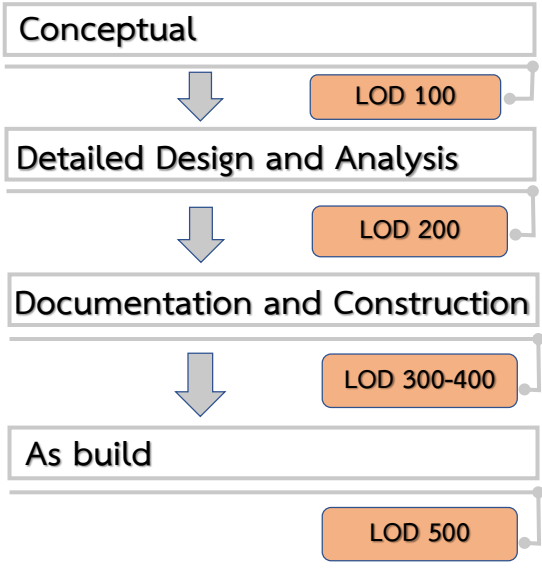 Conceptual
LOD 100
Detailed Design and Analysis
LOD 200
Documentation and Construction
LOD 300-400
As build
LOD 500